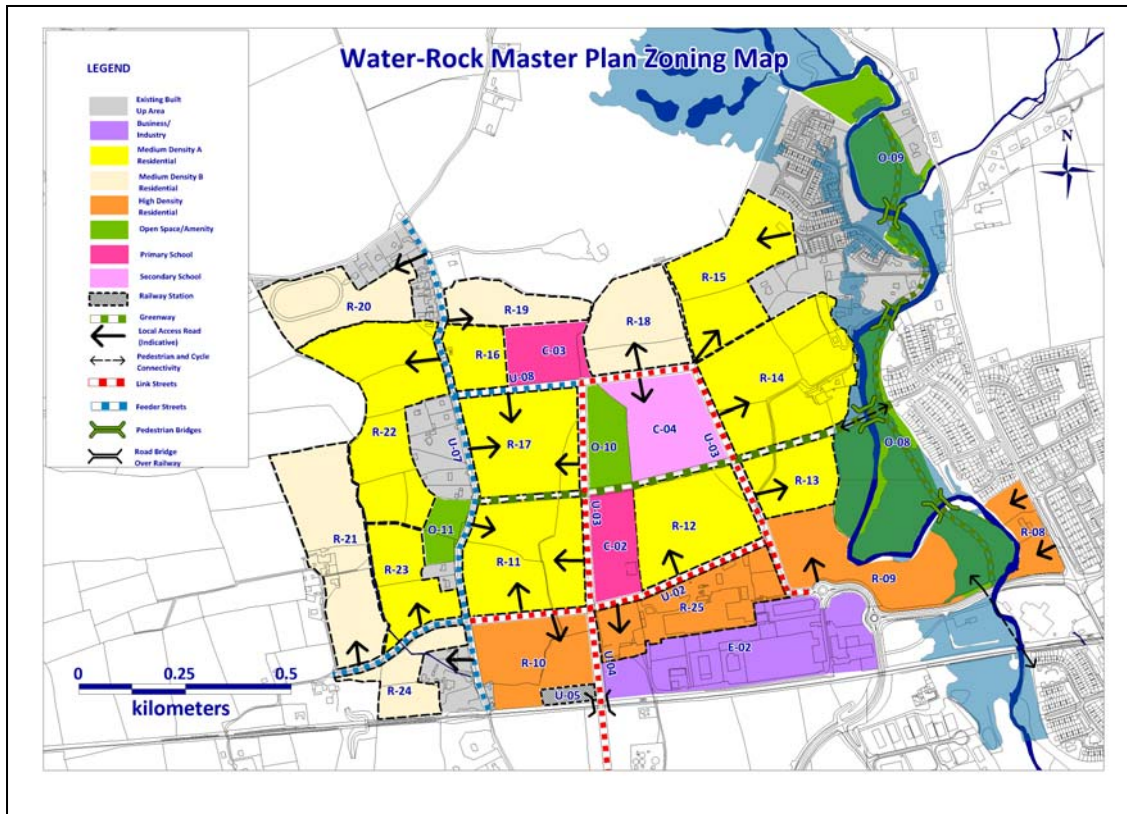 Water-Rock Master Plan Zoning Map
LEGEND
Existing Built
Up Area
Business/
Industry
Medium Density A
Residential
Medium Density B
Residential
High Density
Residential
Open Space/Amenity
Primary School
Secondary School
Railway Station
Greenway
Local Access Road
(Indicative)
Pedestrian and Cycle
Connectivity
Link Streets
Feeder Streets
Pedestrian Bridges
Road Bridge
Over Railway
N
O-09
R-15
R-20
R-19
R-18
R-16
C-03
U-08
R-14
R-22
R-17
O-10
C-04
U-03
O-08
U-07
R-13
O-11
U-03
R-12
R-08
R-21
R-11
C-02
R-23
R-09
U-02
R-25
E-02
R-10
U-04
R-24
U-05
0 0.25 0.5
kilometers